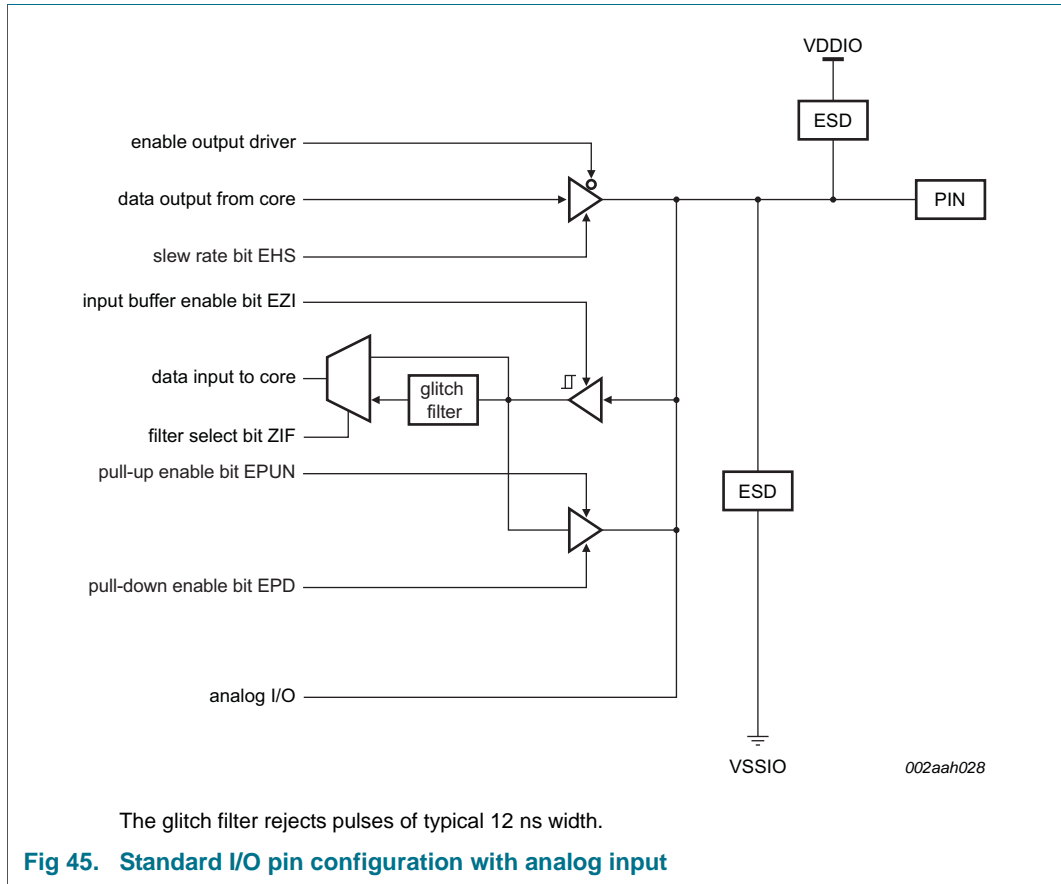 VDDIO
ESD
enable output driver
data output from core
PIN
slew rate bit EHS
input buffer enable bit EZI
data input to core
glitch
filter
filter select bit ZIF
pull-up enable bit EPUN
ESD
pull-down enable bit EPD
analog I/O
VSSIO
002aah028
The glitch filter rejects pulses of typical 12 ns width.
Fig 45. Standard I/O pin configuration with analog input